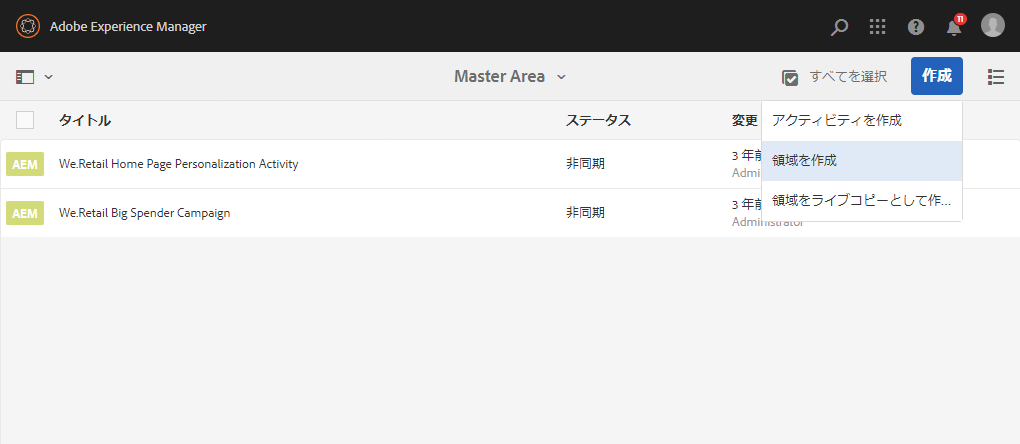 Adobe Experience Manager
11
Master Area
すべてを選択
作成
タイトル
ステータス
変更
アクティビティを作成
領域を作成
領域をライブコピーとして作...
AEM
We.Retail Home Page Personalization Activity
非同期
3 年前
AEM
We.Retail Big Spender Campaign
非同期
3 年前
Administrator